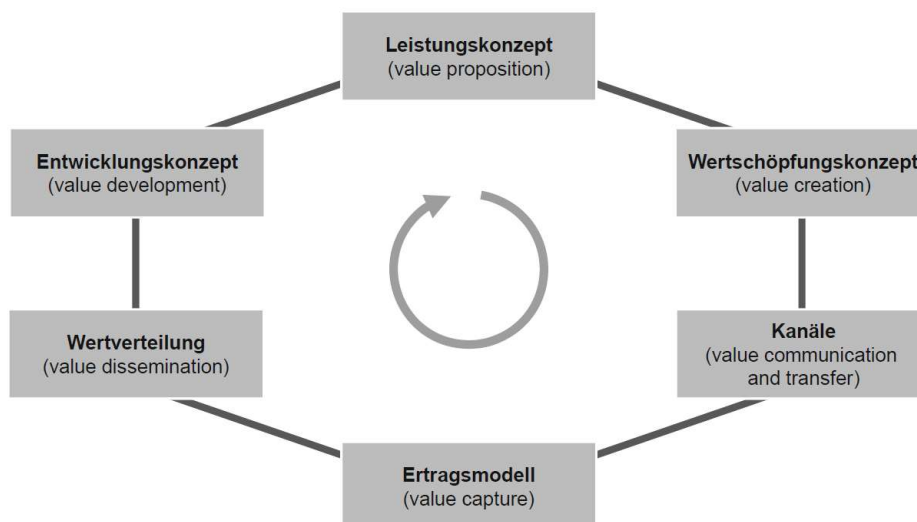 Leistungskonzept
(value proposition)
Entwicklungskonzept
(value development)
Wertschöpfungskonzept
(value creation)
Wertverteilung
(value dissemination)
Kanäle
(value communication
and transfer)
Ertragsmodell
(value capture)